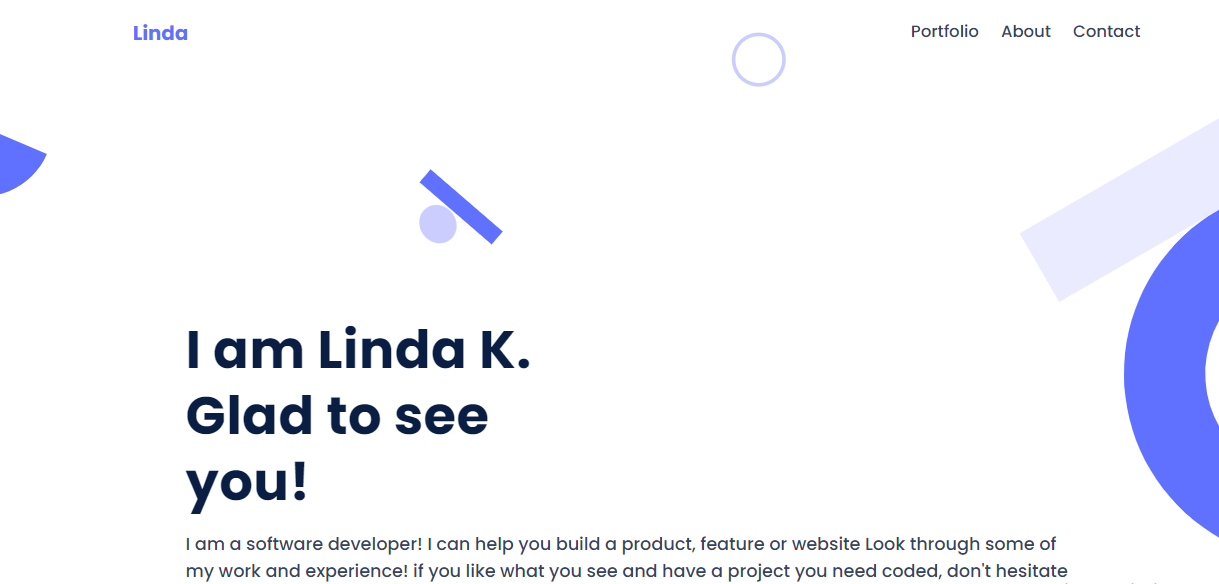 Linda
Portfolio About Contact
I am Linda K.
Glad to see
you!
I am a software developer! I can help you build a product, feature or website Look through some of
my work and experience! if you like what you see and have a project you need coded, don't hesitate